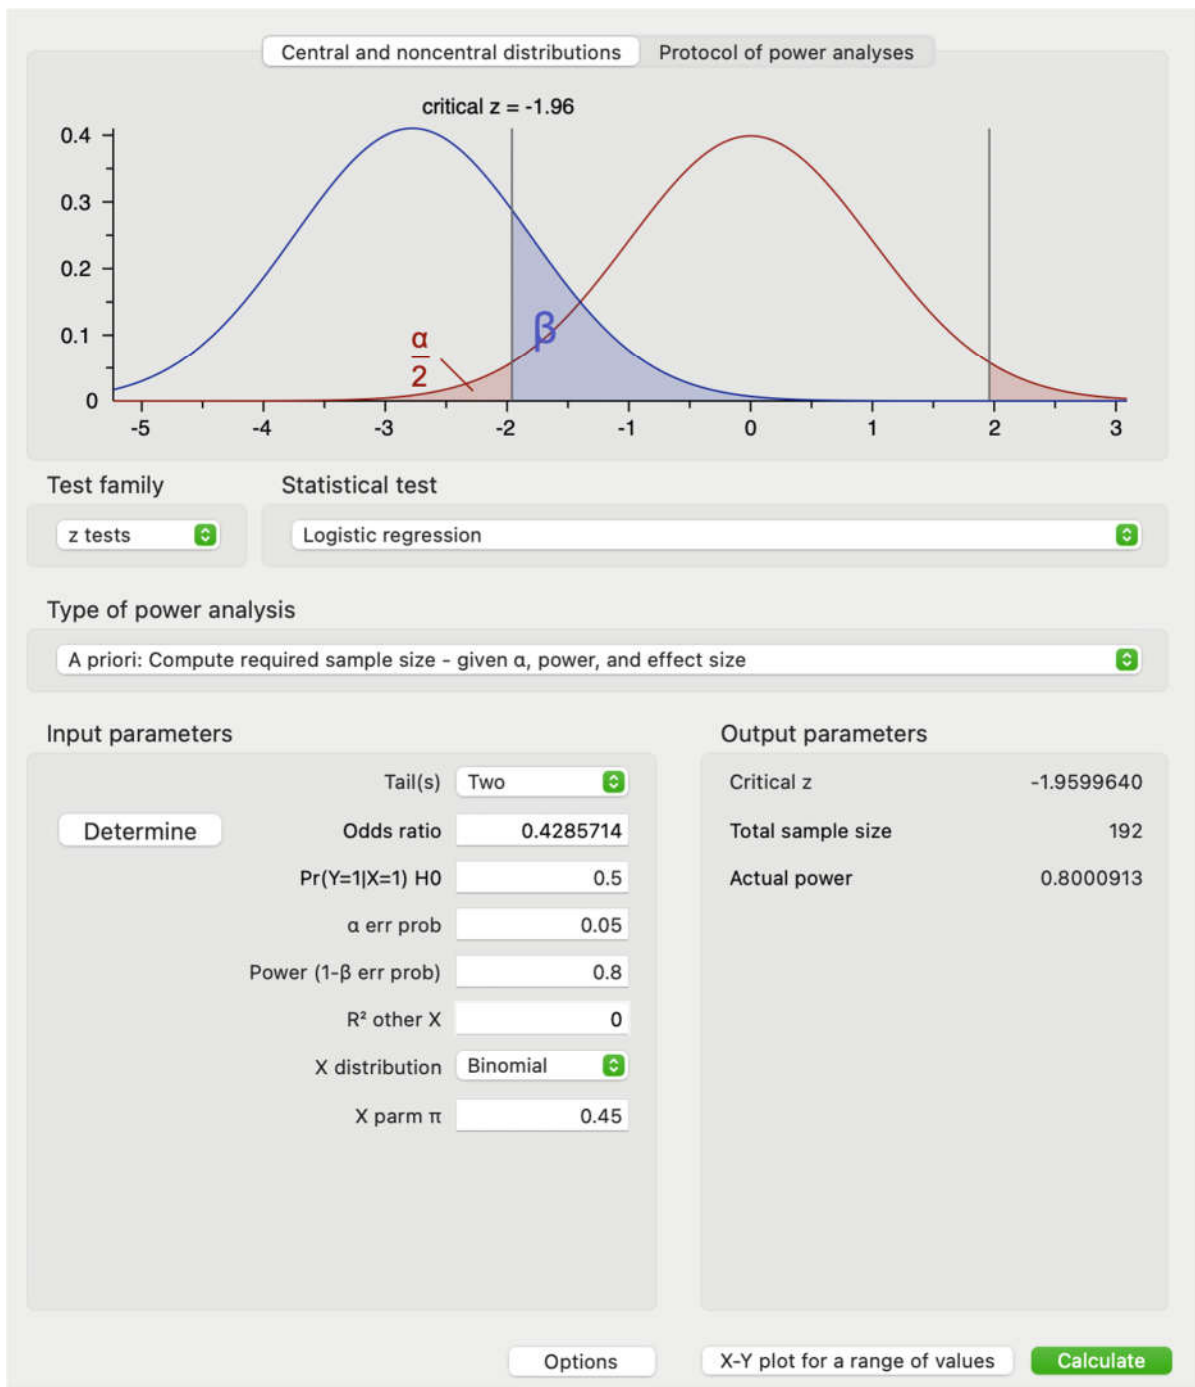 Central and noncentral distributions Protocol of power analyses
critical z = -1.96
0.4
0.3
0.2
0.1
0
α
2
β
-5 -4 -3 -2 -1 0 1 2 3
Test family Statistical test
z tests Logistic regression
Type of power analysis
A priori: Compute required sample size - given α, power, and effect size
Input parameters Output parameters
Tail(s) Two Critical z -1.9599640
Determine Odds ratio 0.4285714 Total sample size 192
Pr(Y=1|X=1) H0 0.5 Actual power 0.8000913
α err prob 0.05
Power (1-β err prob) 0.8
R² other X 0
X distribution Binomial
X parm π 0.45
Options X-Y plot for a range of values Calculate